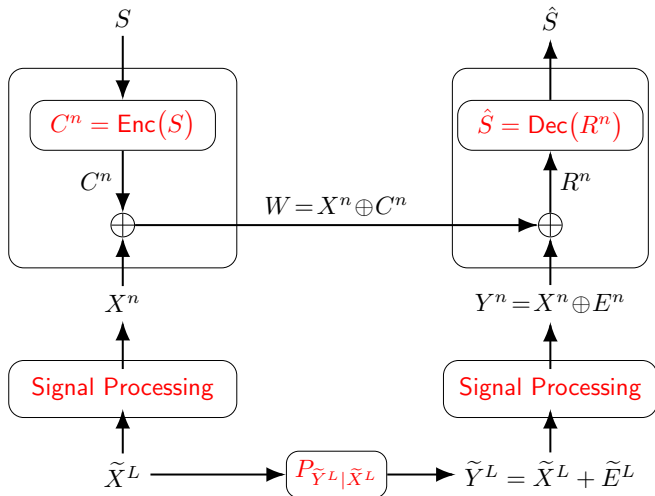 S Ŝ
Cⁿ = Enc(S) Ŝ = Dec(Rⁿ)
Cⁿ Rⁿ
W = Xⁿ ⊕ Cⁿ
Xⁿ Yⁿ = Xⁿ ⊕ Eⁿ
Signal Processing Signal Processing
X̃ᴸ P_{Ỹᴸ|X̃ᴸ} Ỹᴸ = X̃ᴸ + Ẽᴸ